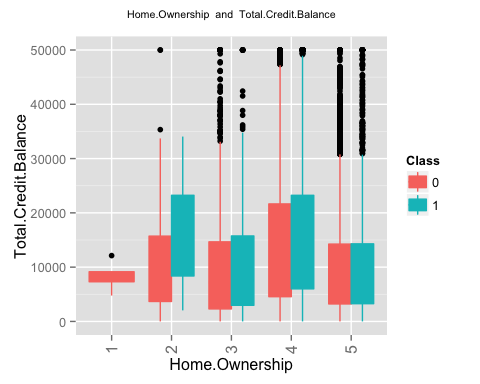 Home.Ownership and Total.Credit.Balance
50000
40000
30000
20000
10000
0
Total.Credit.Balance
1 2 3 4 5
Home.Ownership
Class
0
1